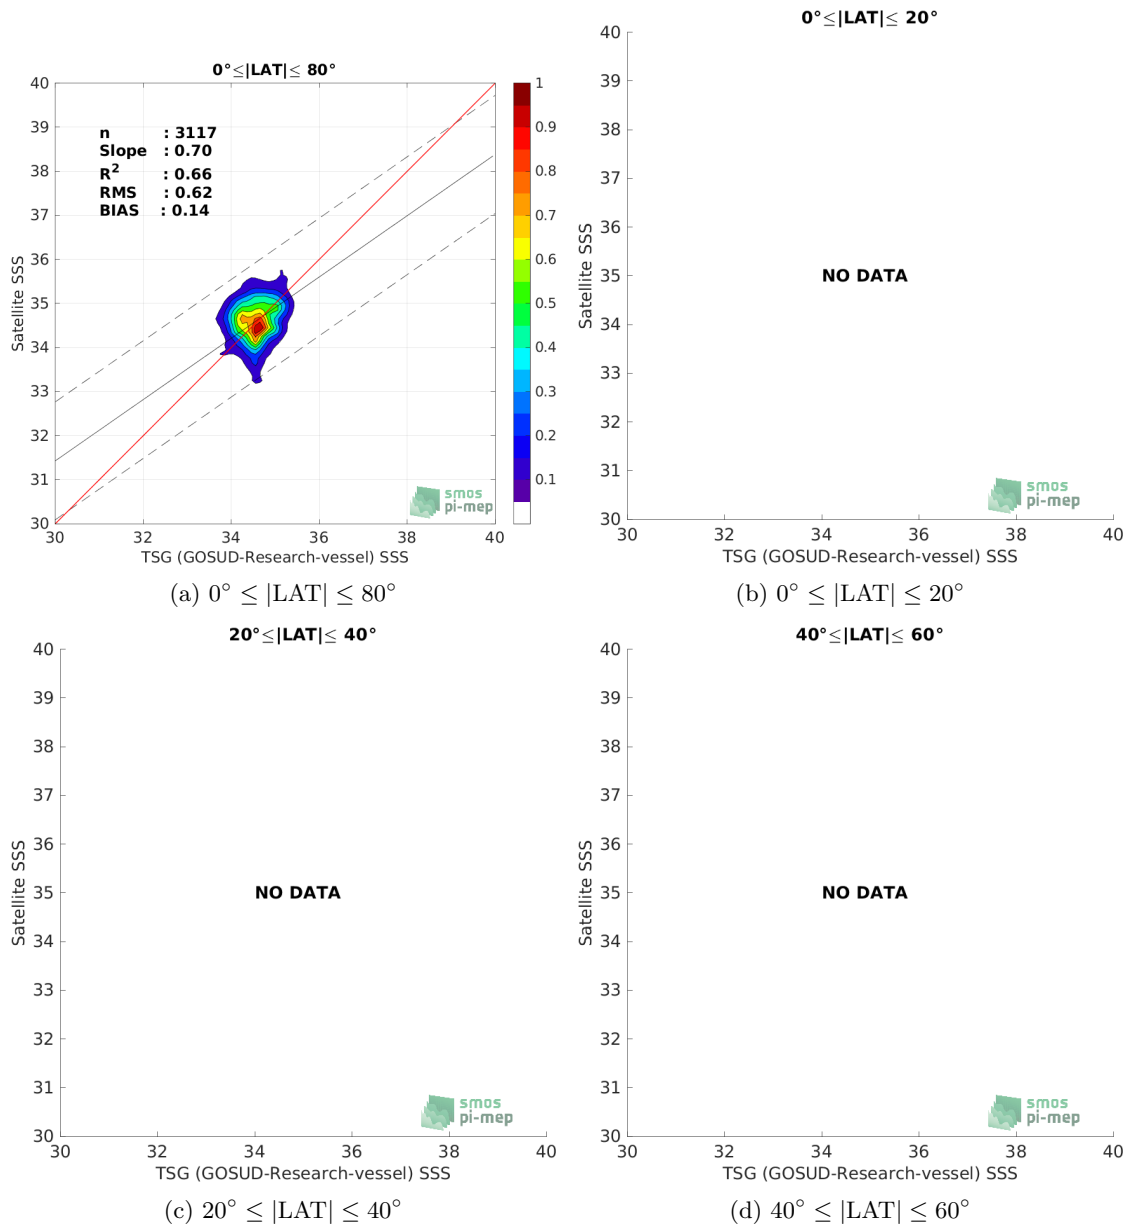 0°≤|LAT|≤ 80°
40
39
38
37
36
35
34
33
32
31
30
Satellite SSS
n : 3117
Slope : 0.70
R² : 0.66
RMS : 0.62
BIAS : 0.14
1
0.9
0.8
0.7
0.6
0.5
0.4
0.3
0.2
0.1
smos
pi-mep
30 32 34 36 38 40
TSG (GOSUD-Research-vessel) SSS
(a) 0° ≤ |LAT| ≤ 80°
0°≤|LAT|≤ 20°
40
39
38
37
36
35
34
33
32
31
30
Satellite SSS
NO DATA
smos
pi-mep
30 32 34 36 38 40
TSG (GOSUD-Research-vessel) SSS
(b) 0° ≤ |LAT| ≤ 20°
20°≤|LAT|≤ 40°
40
39
38
37
36
35
34
33
32
31
30
Satellite SSS
NO DATA
smos
pi-mep
30 32 34 36 38 40
TSG (GOSUD-Research-vessel) SSS
(c) 20° ≤ |LAT| ≤ 40°
40°≤|LAT|≤ 60°
40
39
38
37
36
35
34
33
32
31
30
Satellite SSS
NO DATA
smos
pi-mep
30 32 34 36 38 40
TSG (GOSUD-Research-vessel) SSS
(d) 40° ≤ |LAT| ≤ 60°